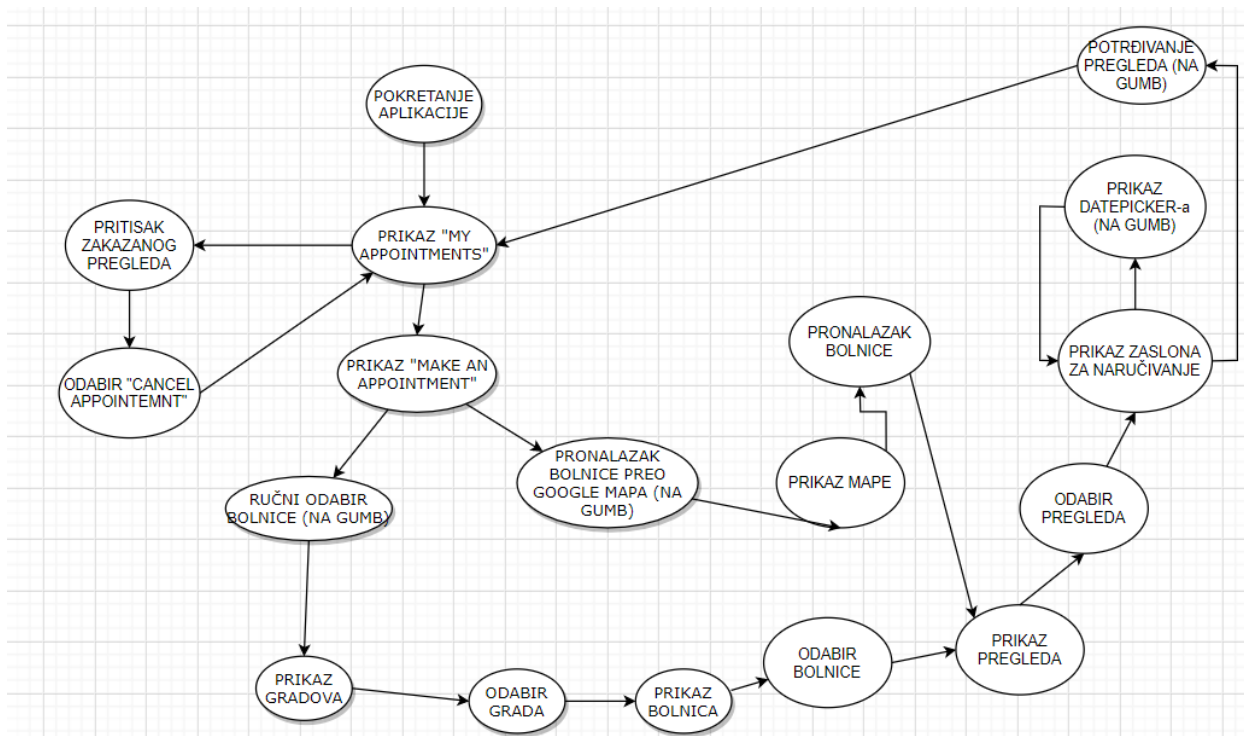 POTRĐIVANJE
PREGLEDA (NA
GUMB)
POKRETANJE
APLIKACIJE
PRIKAZ
DATEPICKER-a
(NA GUMB)
PRITISAK
ZAKAZANOG
PREGLEDA
PRIKAZ "MY
APPOINTMENTS"
PRONALAZAK
BOLNICE
PRIKAZ ZASLONA
ZA NARUČIVANJE
PRIKAZ "MAKE AN
APPOINTMENT"
ODABIR "CANCEL
APPOINTEMNT"
PRONALAZAK
BOLNICE PREO
GOOGLE MAPA (NA
GUMB)
PRIKAZ MAPE
RUČNI ODABIR
BOLNICE (NA GUMB)
ODABIR
PREGLEDA
PRIKAZ
GRADOVA
ODABIR
GRADA
PRIKAZ
BOLNICA
ODABIR
BOLNICE
PRIKAZ
PREGLEDA